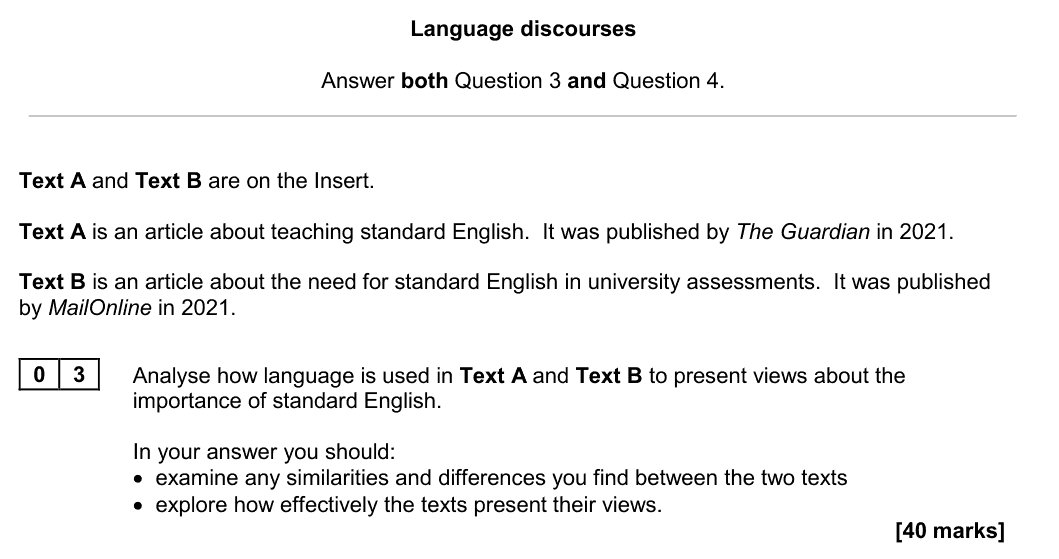 Language discourses
Answer both Question 3 and Question 4.
Text A and Text B are on the Insert.
Text A is an article about teaching standard English.  It was published by The Guardian in 2021.
Text B is an article about the need for standard English in university assessments.  It was published
by MailOnline in 2021.
0 3 Analyse how language is used in Text A and Text B to present views about the
importance of standard English.
In your answer you should:
• examine any similarities and differences you find between the two texts
• explore how effectively the texts present their views.
[40 marks]